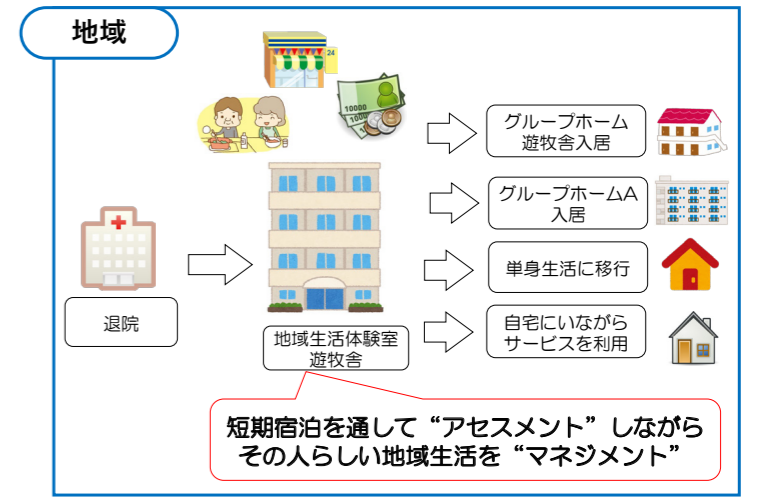 地域
24
10000
1000
グループホーム
遊牧舎入居
グループホームA
入居
単身生活に移行
自宅にいながら
サービスを利用
退院
地域生活体験室
遊牧舎
短期宿泊を通して“アセスメント”しながら
その人らしい地域生活を“マネジメント”